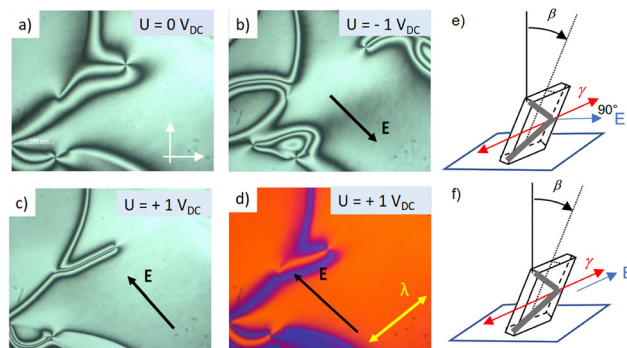 a)
U = 0 V_DC
b)
U = - 1 V_DC
E
e)
β
γ
90°
E
c)
U = + 1 V_DC
E
d)
U = + 1 V_DC
E
λ
f)
β
γ
E